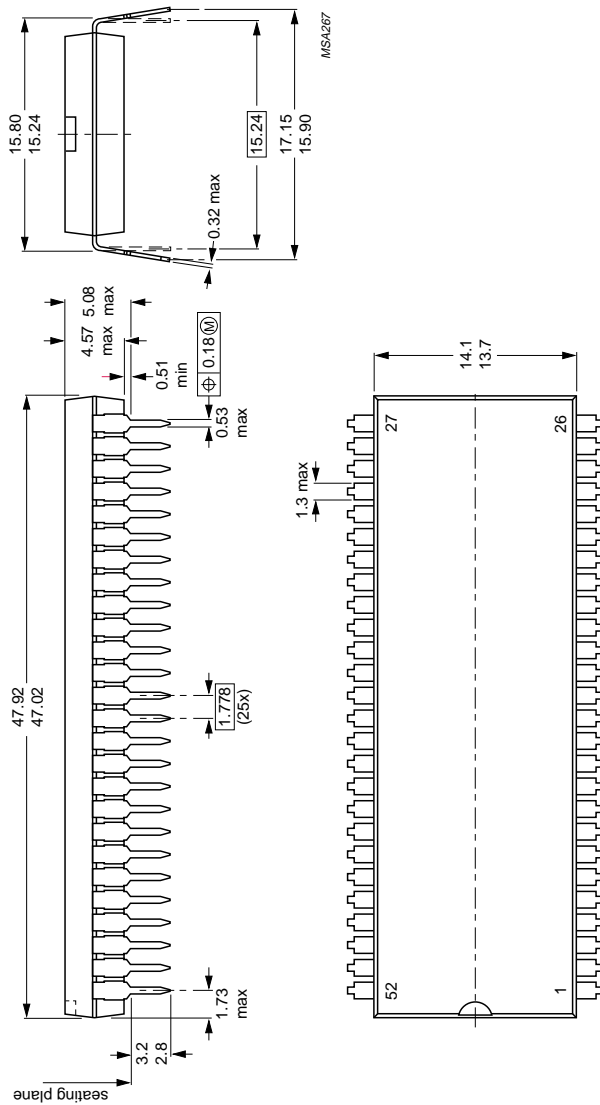 15.80
15.24
15.24
17.15
15.90
MSA267
0.32 max
4.57
max
5.08
max
0.51
min
0.18 M
0.53
max
47.92
47.02
1.778
(25x)
1.73
max
3.2
2.8
seating plane
14.1
13.7
1.3 max
27
26
52
1